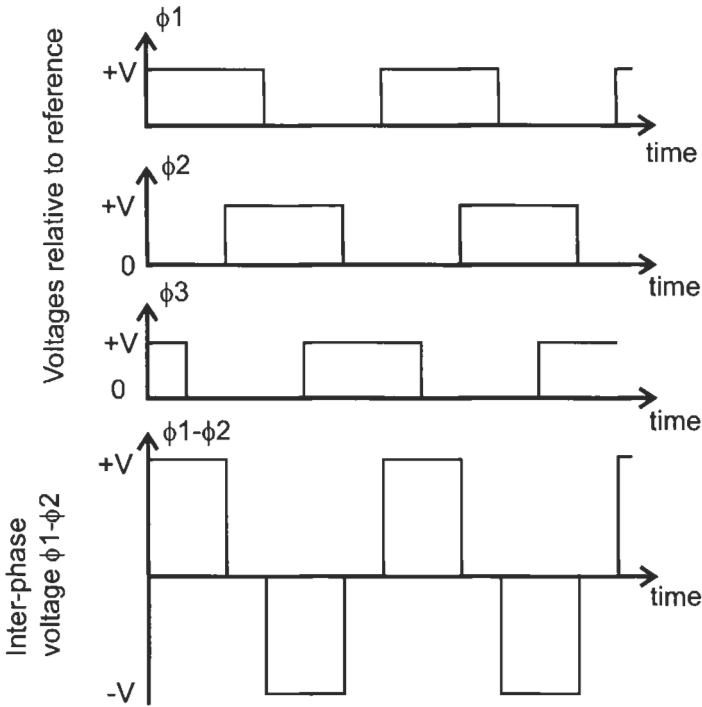 Voltages relative to reference
ϕ1
+V
time
ϕ2
+V
0
time
ϕ3
+V
0
time
Inter-phase
voltage ϕ1-ϕ2
ϕ1-ϕ2
+V
time
-V